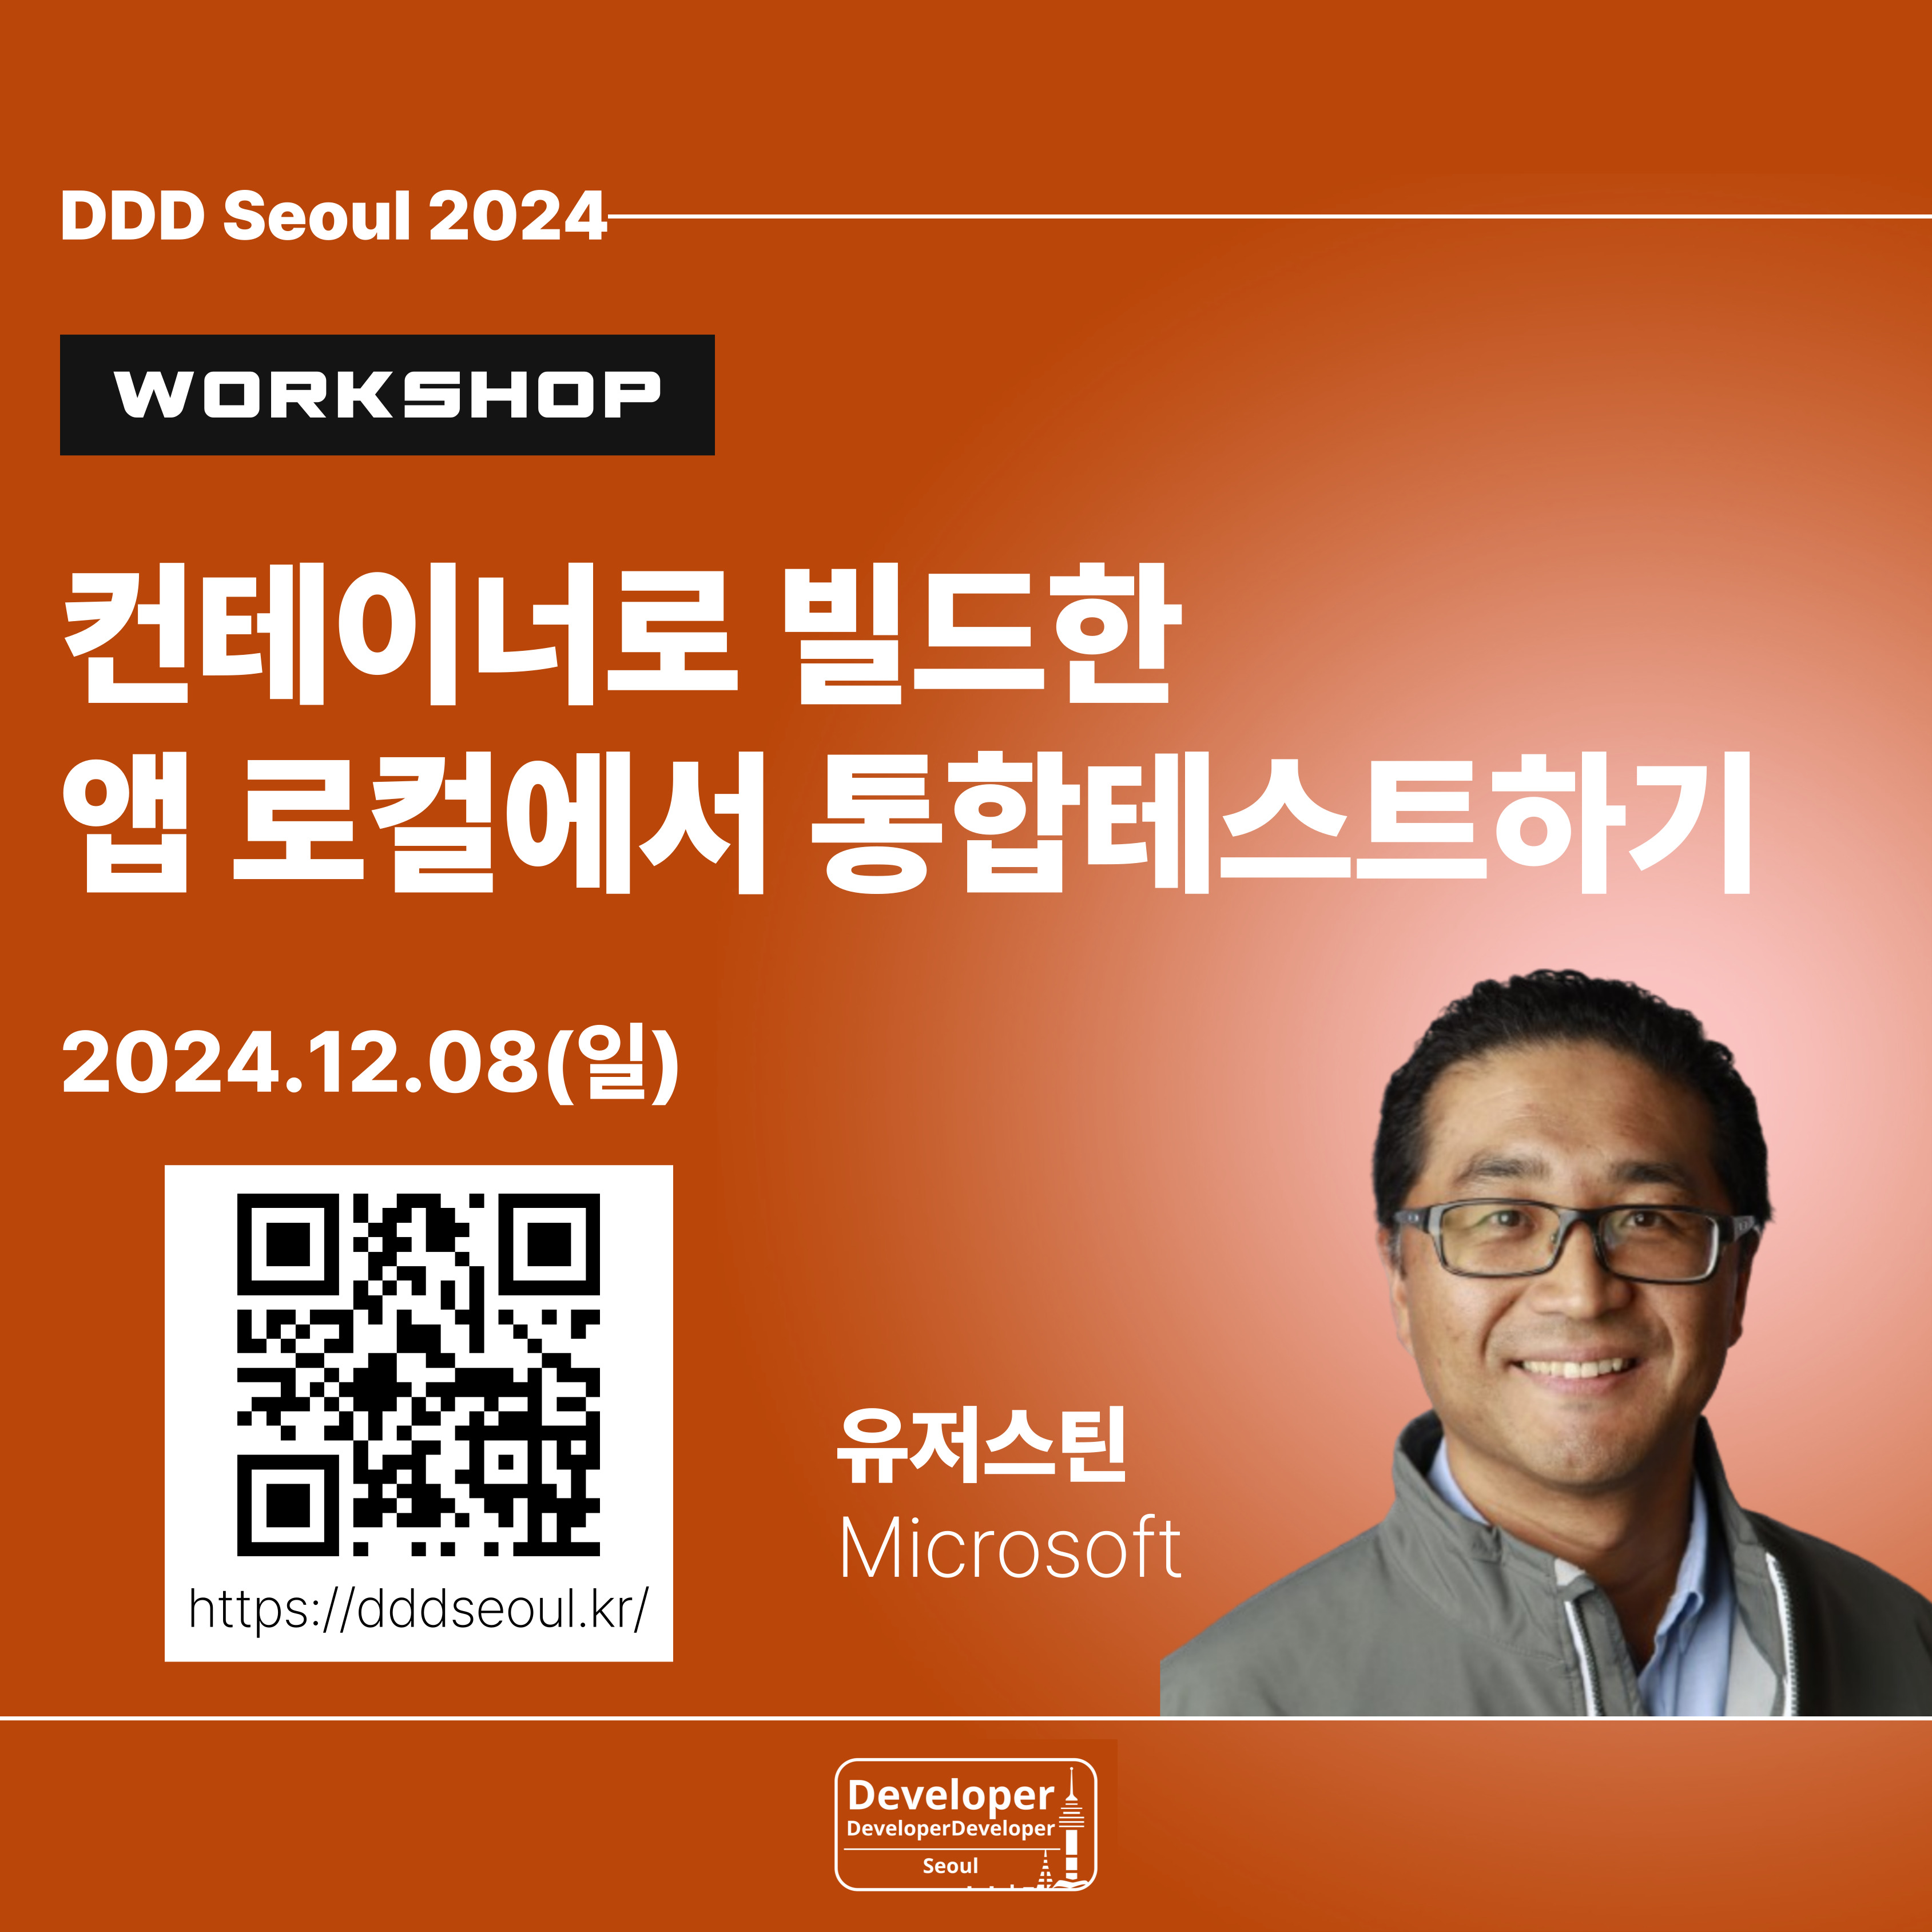 DDD Seoul 2024
WORKSHOP
컨테이너로 빌드한
앱 로컬에서 통합테스트하기
2024.12.08(일)
https://dddseoul.kr/
유저스틴
Microsoft
Developer
DeveloperDeveloper
Seoul